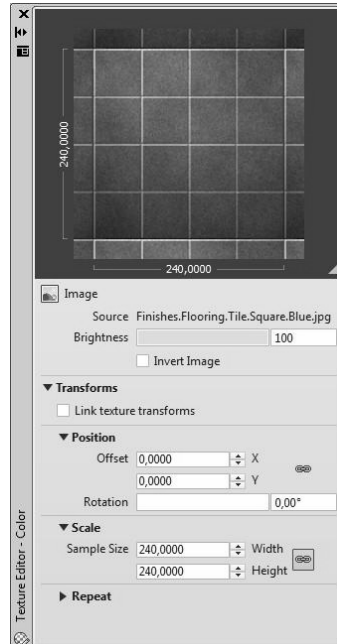 240,0000
240,0000
Image
Source Finishes.Flooring.Tile.Square.Blue.jpg
Brightness 100
Invert Image
Transforms
Link texture transforms
Position
Offset 0,0000 X
0,0000 Y
Rotation 0,00°
Scale
Sample Size 240,0000 Width
240,0000 Height
Repeat
Texture Editor - Color